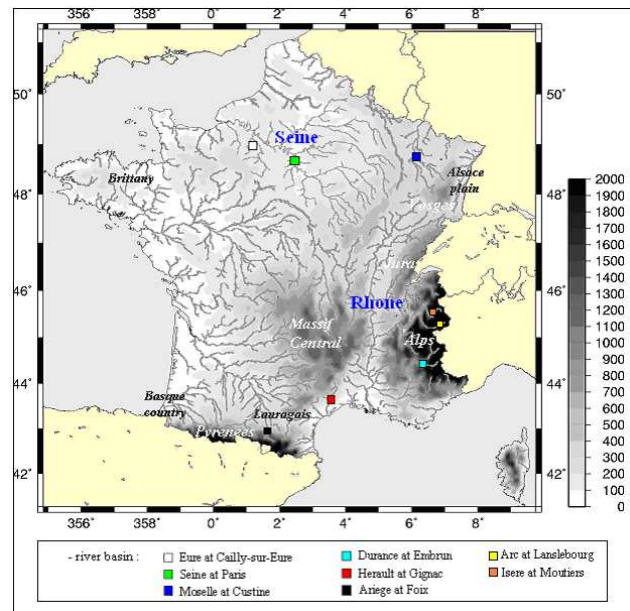 356° 358° 0° 2° 4° 6° 8°
50° 50°
Seine
Brittany
Alsace
plain
48° 48°
Vosges
Juras
46° 46°
Rhone
Massif
Central
Alps
44° 44°
Basque
country
Lauragais
Pyrenees
42° 42°
356° 358° 0° 2° 4° 6° 8°
2000
1900
1800
1700
1600
1500
1400
1300
1200
1100
1000
900
800
700
600
500
400
300
200
100
0
- river basin :
Eure at Cailly-sur-Eure
Durance at Embrun
Arc at Lanslebourg
Seine at Paris
Herault at Gignac
Isere at Moutiers
Moselle at Custine
Ariege at Foix